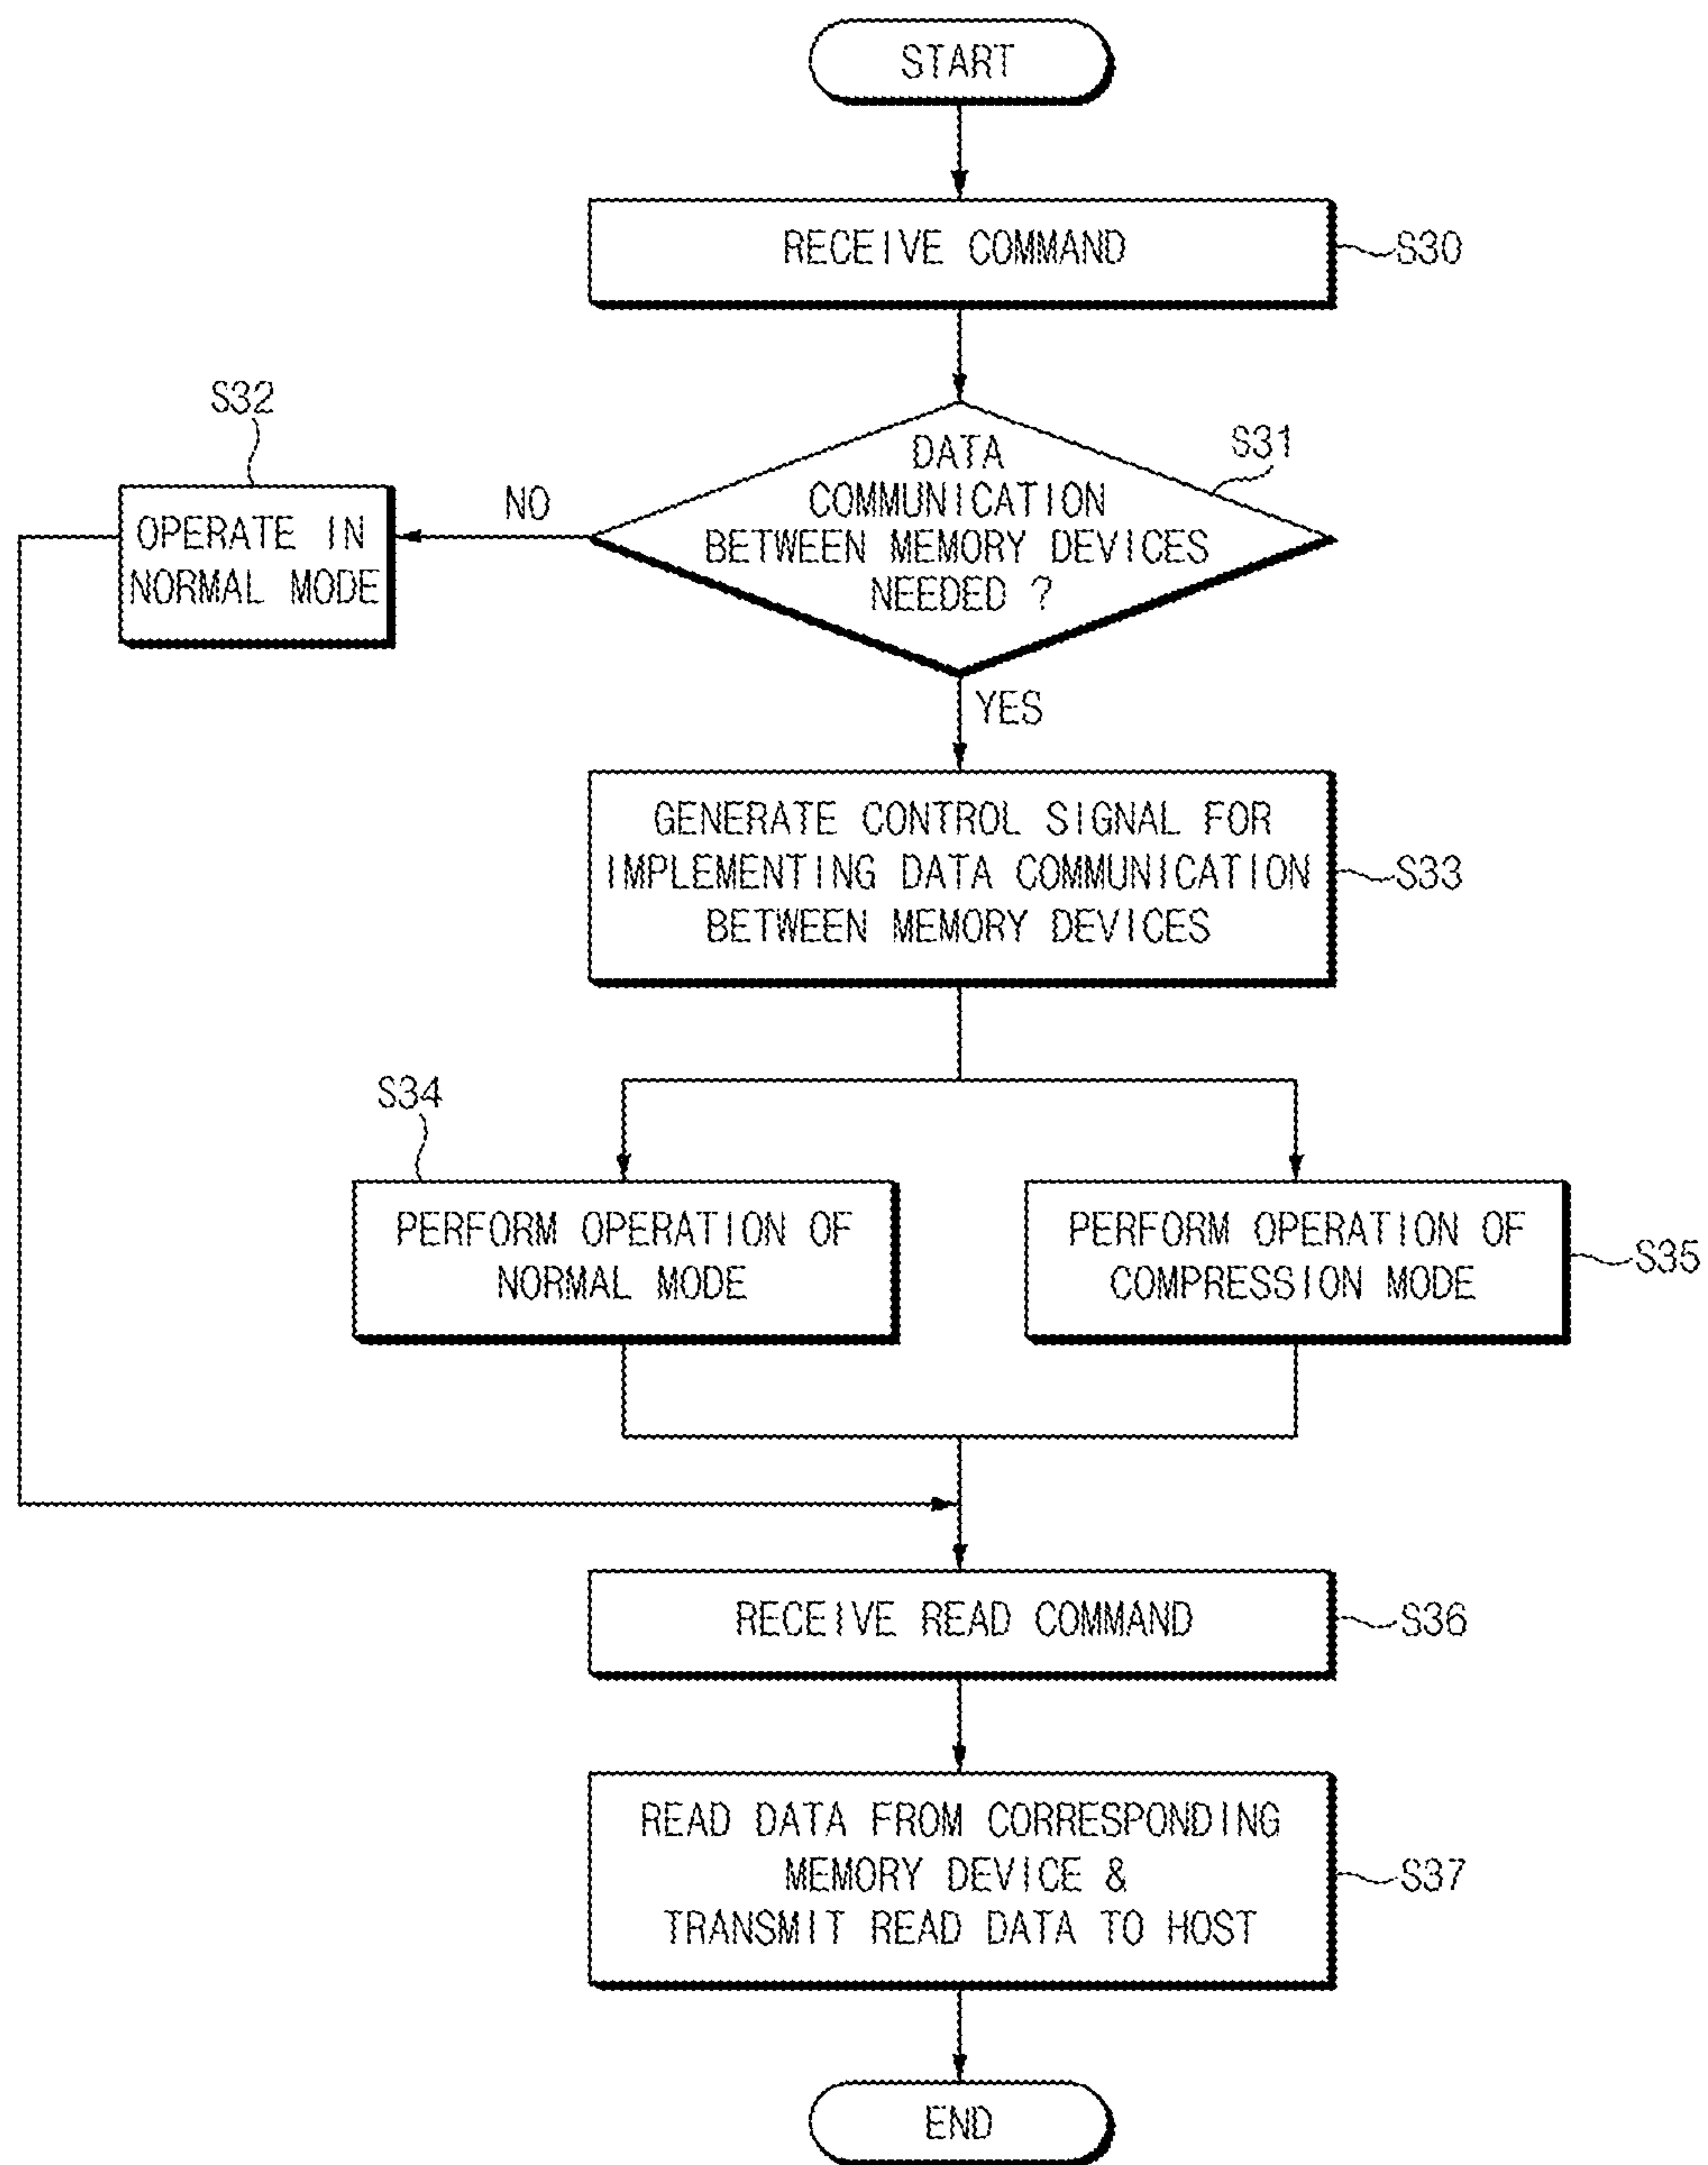 START
RECEIVE COMMAND
S30
S32
DATA
COMMUNICATION
BETWEEN MEMORY DEVICES
NEEDED ?
S31
NO
OPERATE IN
NORMAL MODE
YES
GENERATE CONTROL SIGNAL FOR
IMPLEMENTING DATA COMMUNICATION
BETWEEN MEMORY DEVICES
S33
S34
PERFORM OPERATION OF
NORMAL MODE
PERFORM OPERATION OF
COMPRESSION MODE
S35
RECEIVE READ COMMAND
S36
READ DATA FROM CORRESPONDING
MEMORY DEVICE &
TRANSMIT READ DATA TO HOST
S37
END